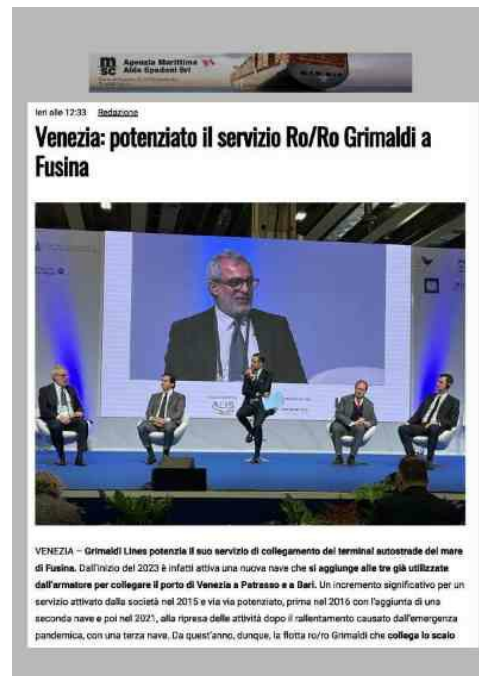 msc Agenzia Marittima
Aldo Spadoni Srl
Ieri alle 12:33 Redazione
Venezia: potenziato il servizio Ro/Ro Grimaldi a
Fusina
ALIS
VENEZIA – Grimaldi Lines potenzia il suo servizio di collegamento del terminal autostrade del mare
di Fusina. Dall'inizio del 2023 è infatti attiva una nuova nave che si aggiunge alle tre già utilizzate
dall'armatore per collegare il porto di Venezia a Patrasso e a Bari. Un incremento significativo per un
servizio attivato dalla società nel 2015 e via via potenziato, prima nel 2016 con l'aggiunta di una
seconda nave e poi nel 2021, alla ripresa delle attività dopo il rallentamento causato dall'emergenza
pandemica, con una terza nave. Da quest'anno, dunque, la flotta ro/ro Grimaldi che collega lo scalo